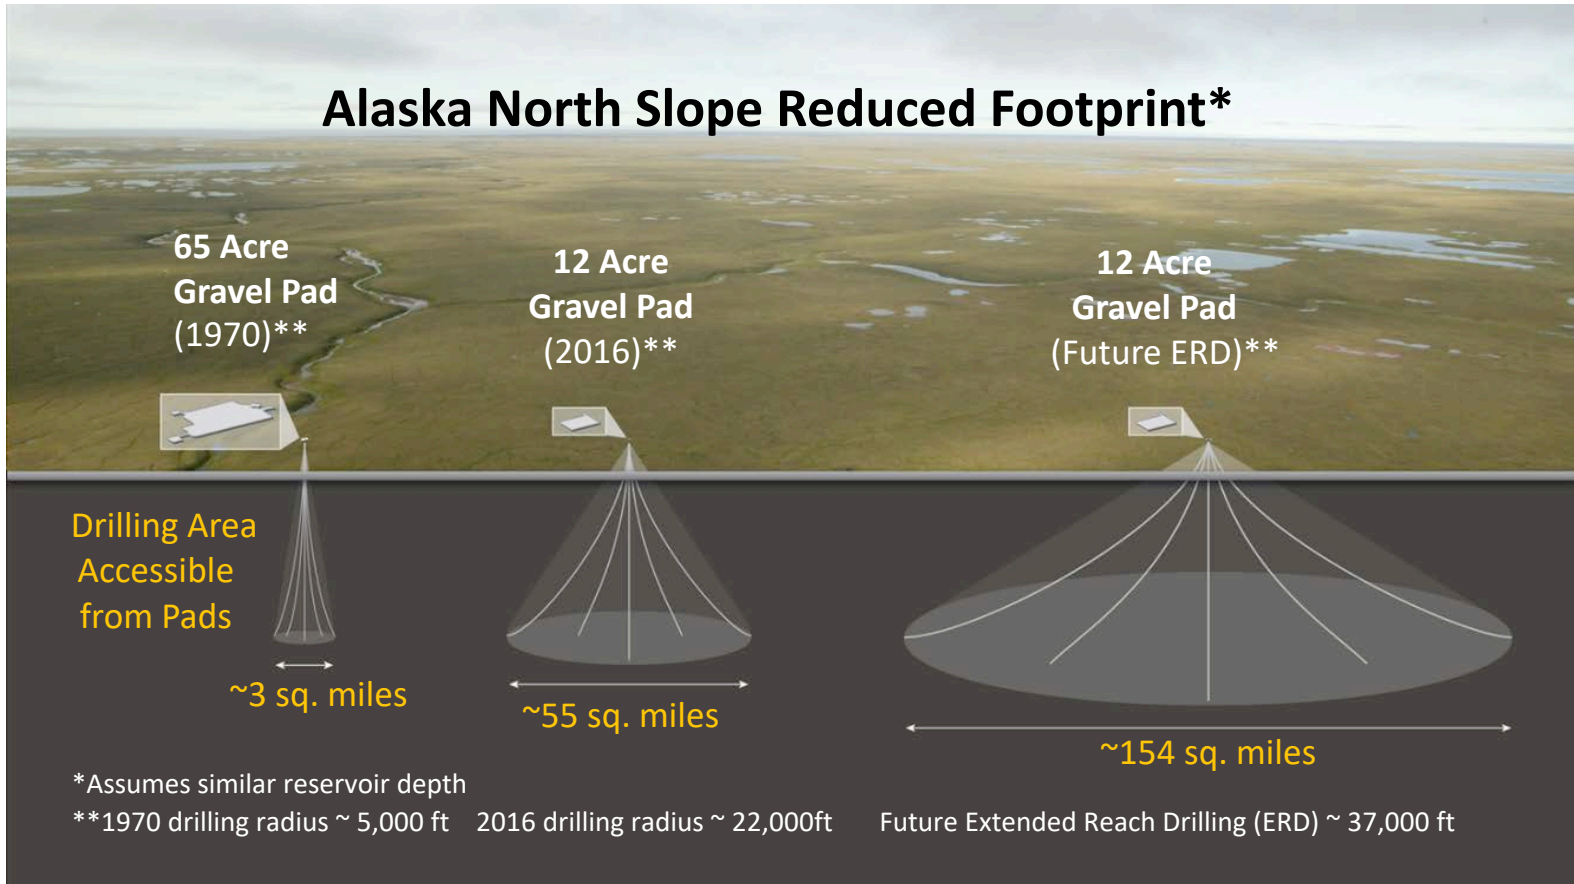 Alaska North Slope Reduced Footprint*
65 Acre
Gravel Pad
(1970)**
12 Acre
Gravel Pad
(2016)**
12 Acre
Gravel Pad
(Future ERD)**
Drilling Area
Accessible
from Pads
~3 sq. miles
~55 sq. miles
~154 sq. miles
*Assumes similar reservoir depth
**1970 drilling radius ~ 5,000 ft 2016 drilling radius ~ 22,000ft Future Extended Reach Drilling (ERD) ~ 37,000 ft